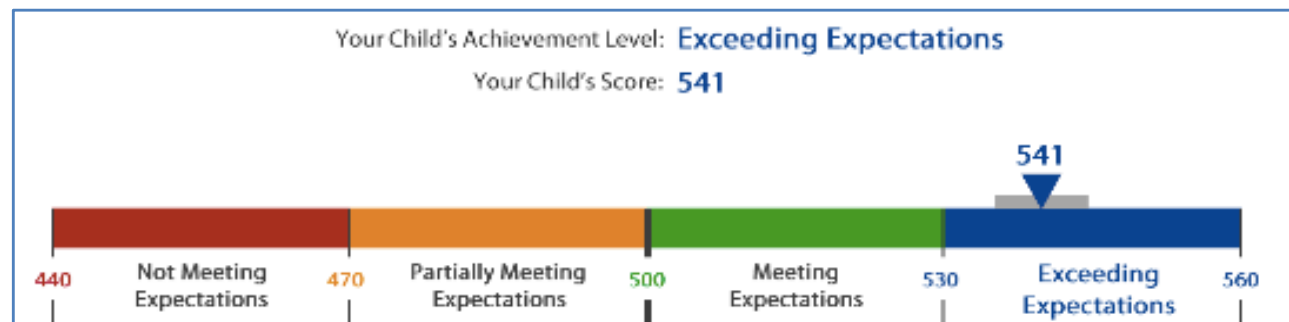 Your Child's Achievement Level: Exceeding Expectations
Your Child's Score: 541
541
440 Not Meeting Expectations 470 Partially Meeting Expectations 500 Meeting Expectations 530 Exceeding Expectations 560